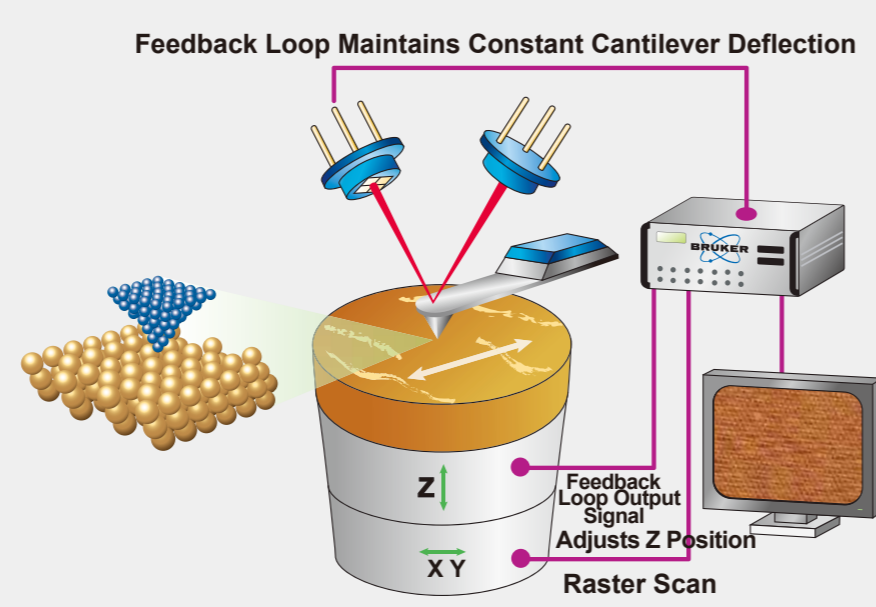 Feedback Loop Maintains Constant Cantilever Deflection
BRUKER
Z
Feedback
Loop Output
Signal
Adjusts Z Position
X Y
Raster Scan